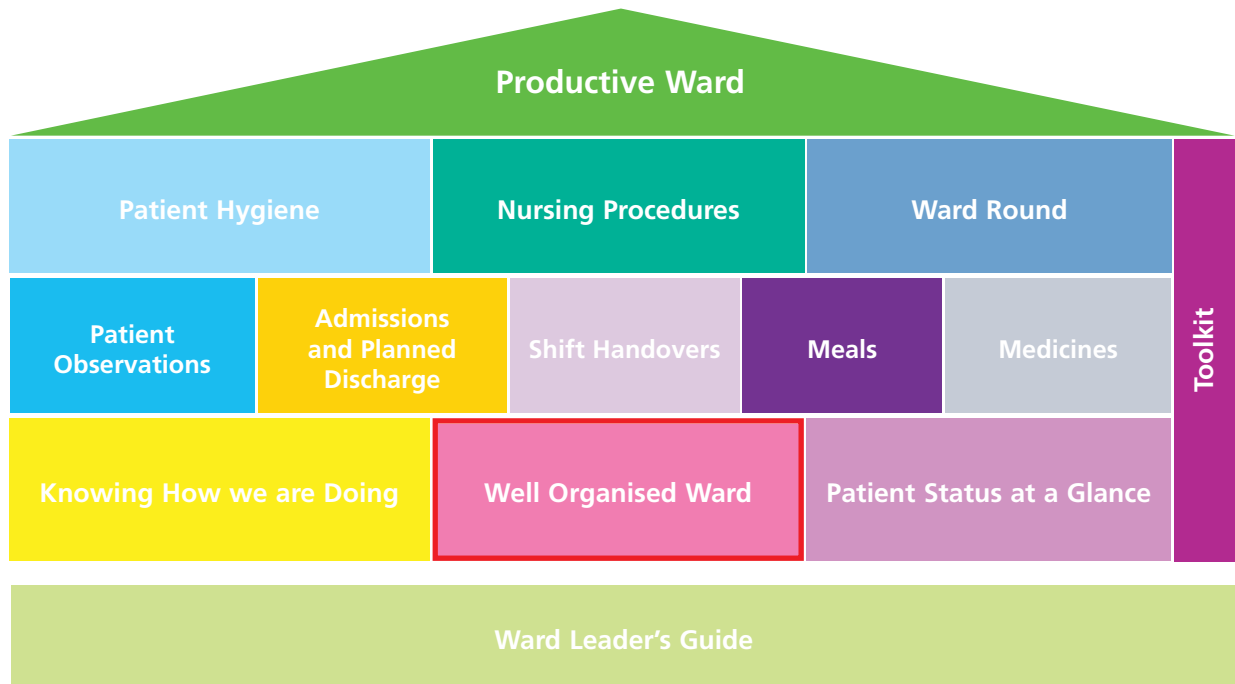 Productive Ward
Patient Hygiene
Nursing Procedures
Ward Round
Toolkit
Patient
Observations
Admissions
and Planned
Discharge
Shift Handovers
Meals
Medicines
Knowing How we are Doing
Well Organised Ward
Patient Status at a Glance
Ward Leader's Guide